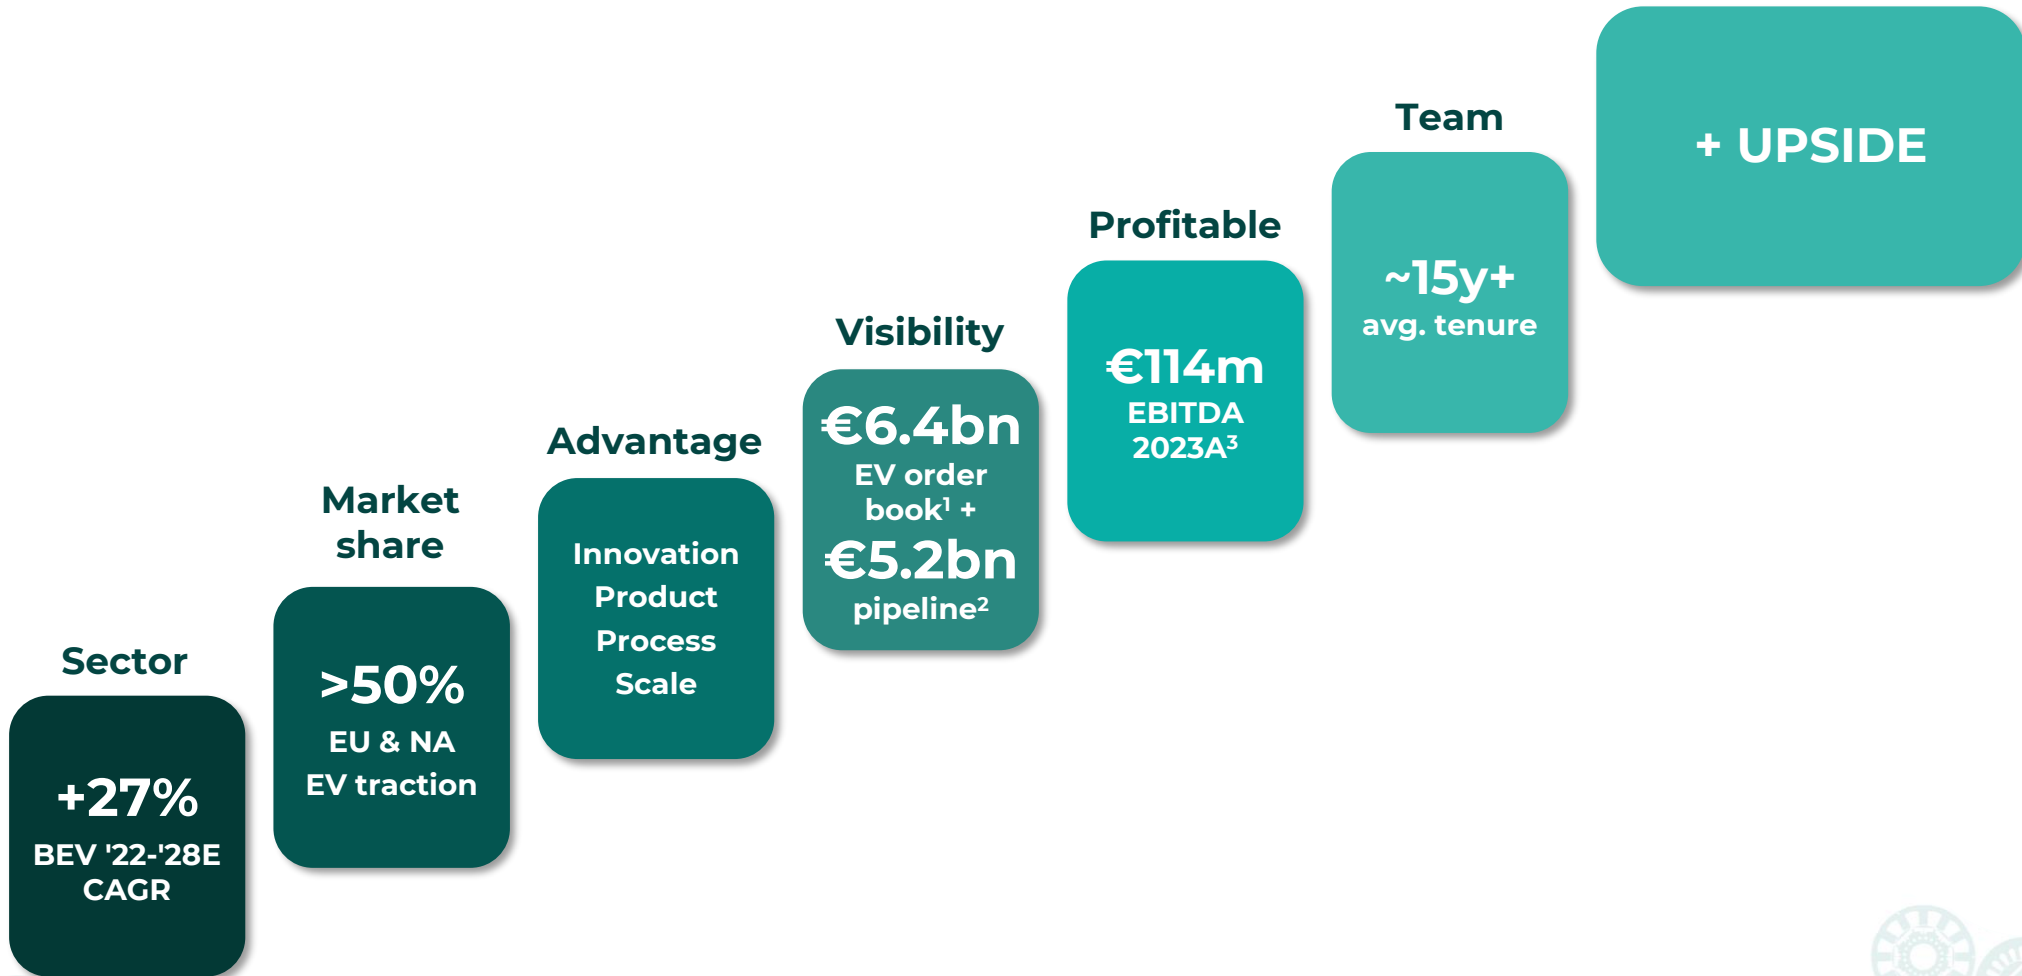 Sector
+27%
BEV '22-'28E
CAGR
Market
share
>50%
EU & NA
EV traction
Advantage
Innovation
Product
Process
Scale
Visibility
€6.4bn
EV order
book¹ +
€5.2bn
pipeline²
Profitable
€114m
EBITDA
2023A³
Team
~15y+
avg. tenure
+ UPSIDE